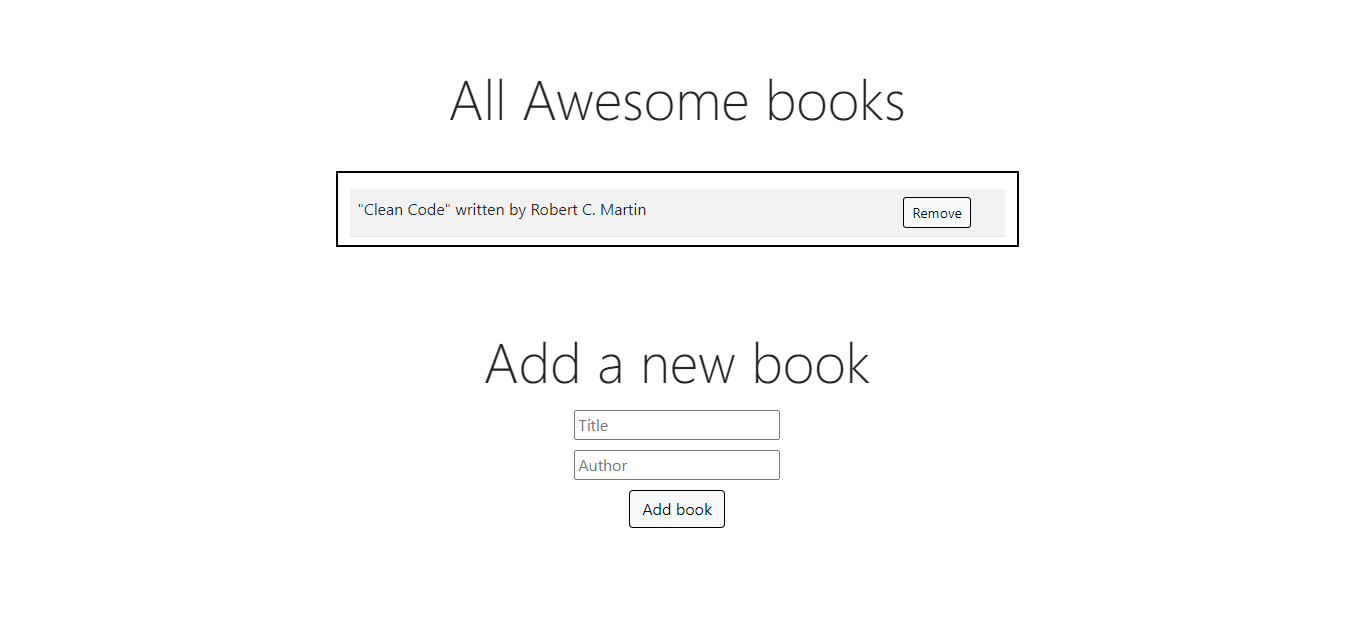 All Awesome books
"Clean Code" written by Robert C. Martin
Remove
Add a new book
Title
Author
Add book